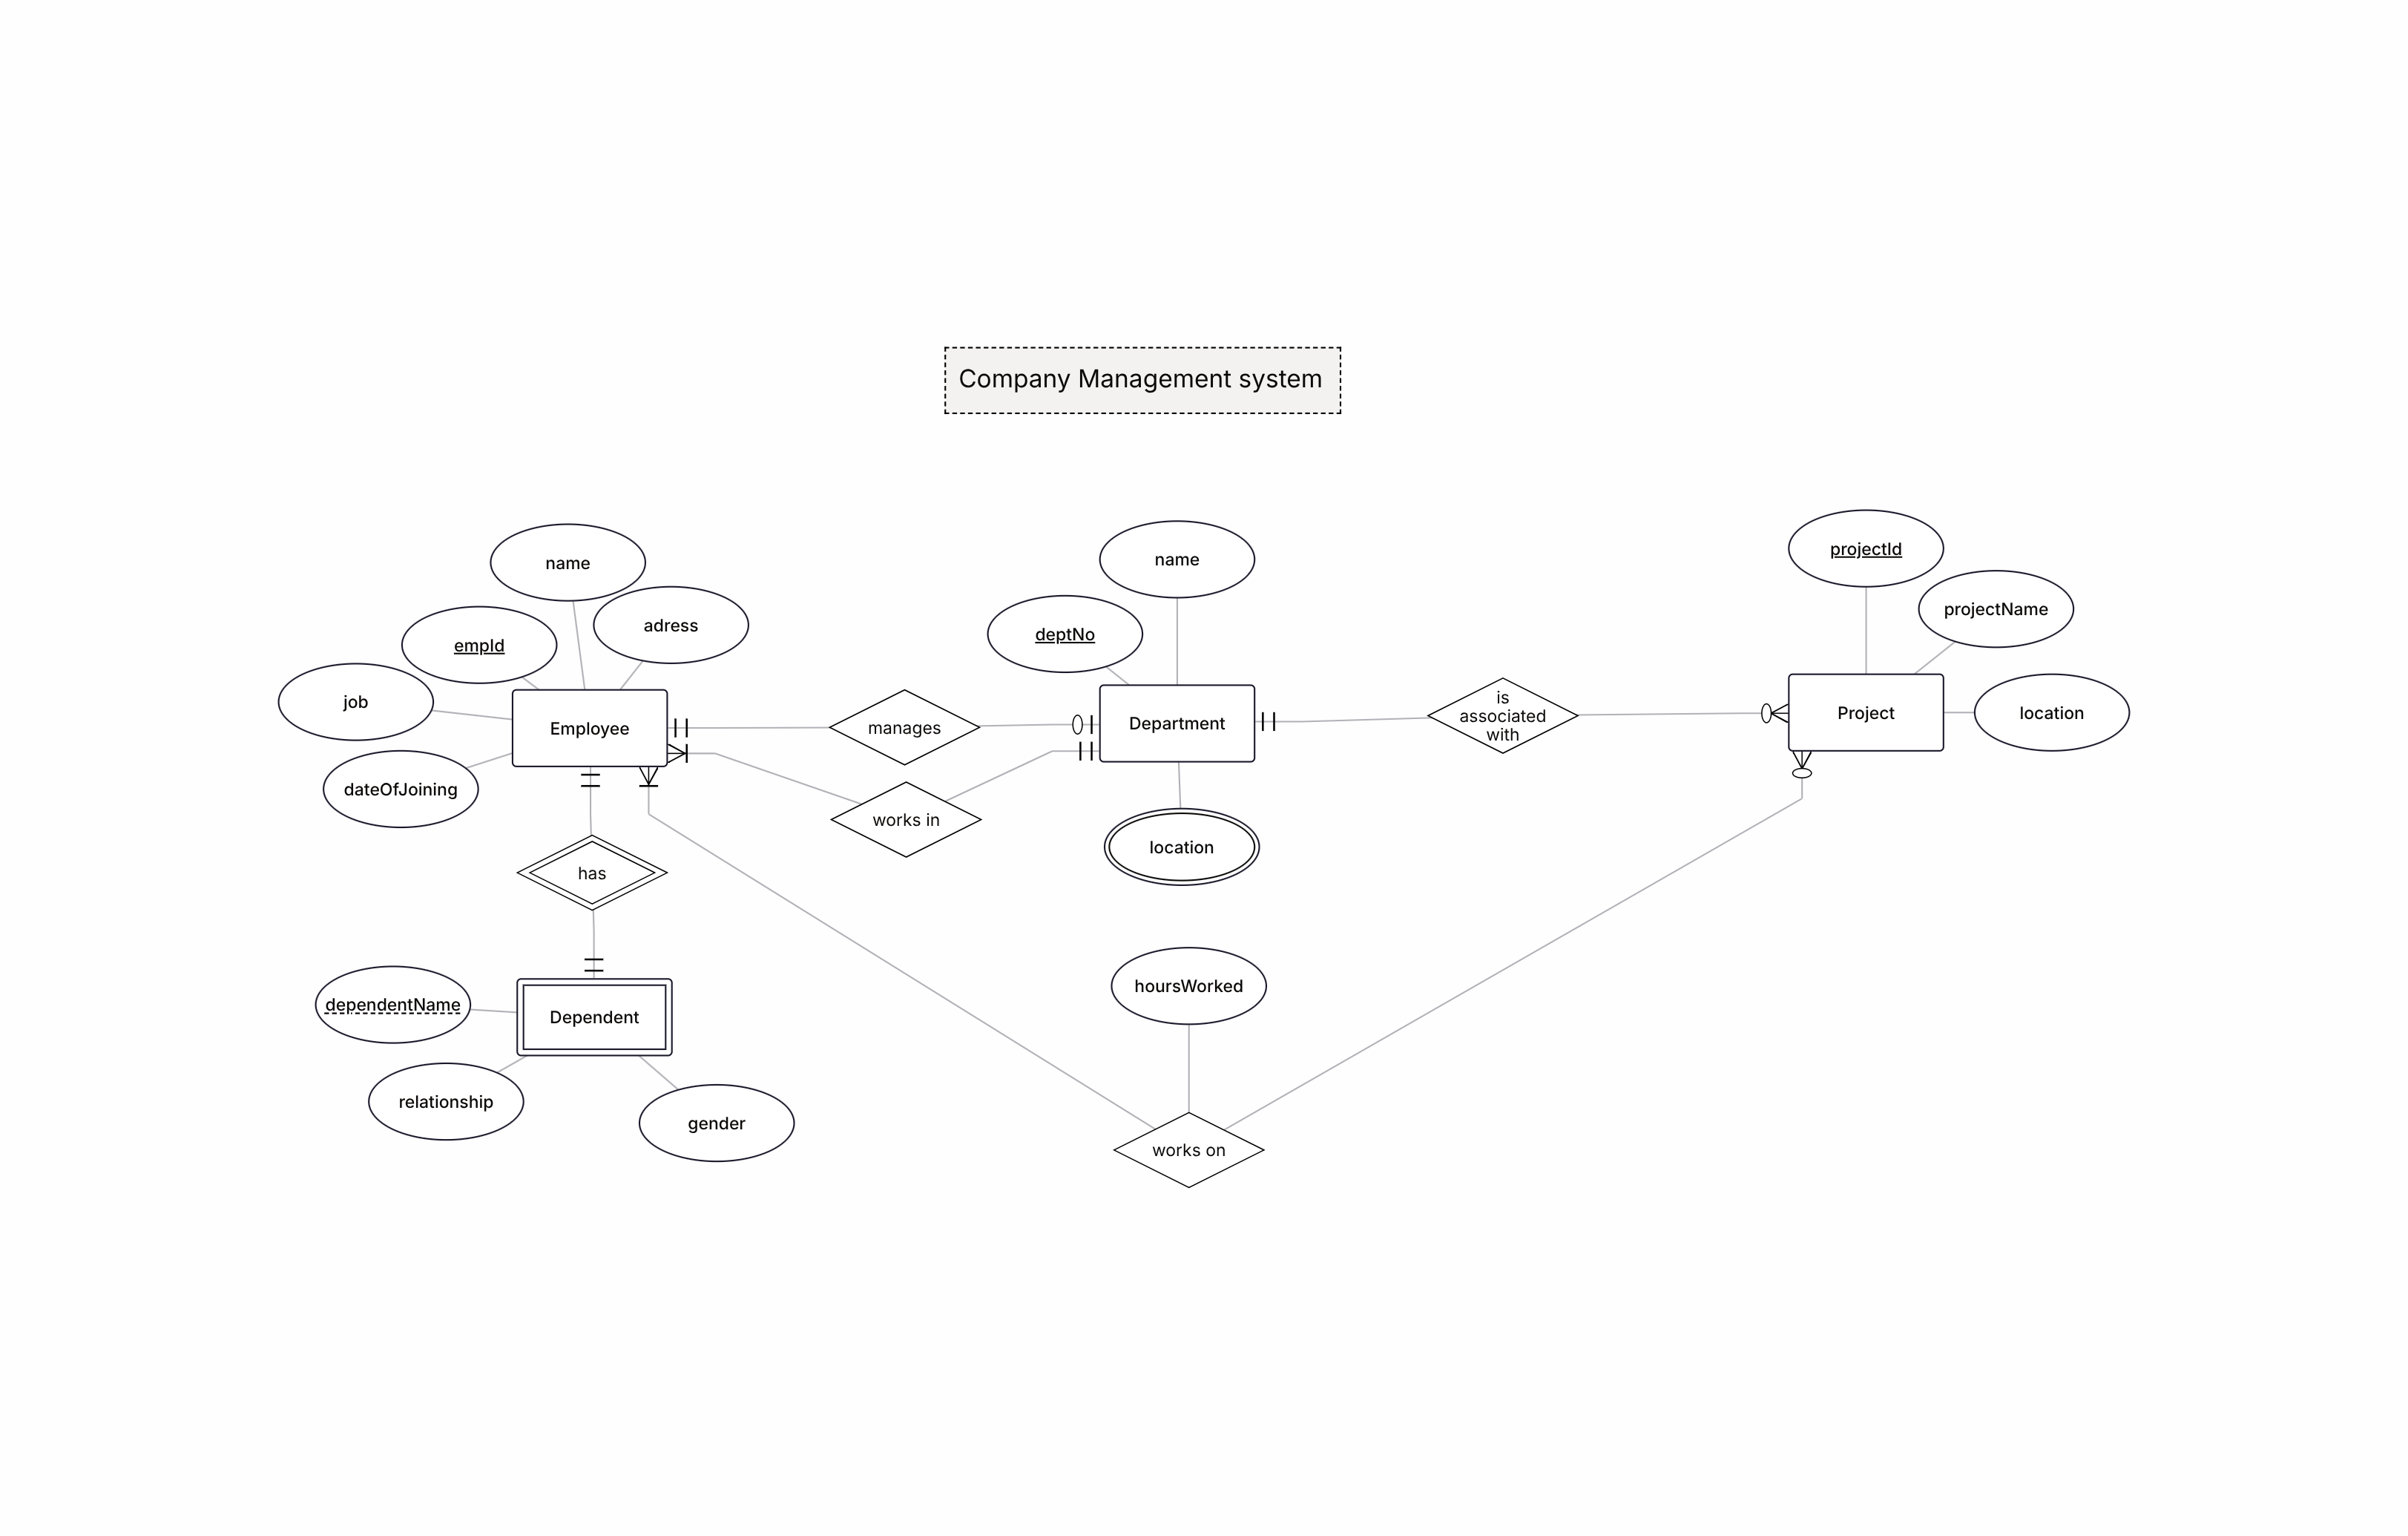 Company Management system
name
adress
empId
job
Employee
dateOfJoining
manages
works in
has
dependentName
Dependent
relationship
gender
name
deptNo
Department
location
is
associated
with
projectId
projectName
Project
location
hoursWorked
works on